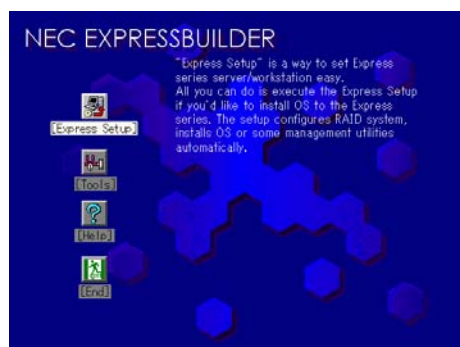 NEC EXPRESSBUILDER
"Express Setup" is a way to set Express
series server/workstation easy.
All you can do is execute the Express Setup
if you'd like to install OS to the Express
series. The setup configures RAID system,
installs OS or some management utilities
automatically.
[Express Setup]
[Tools]
[Help]
[End]